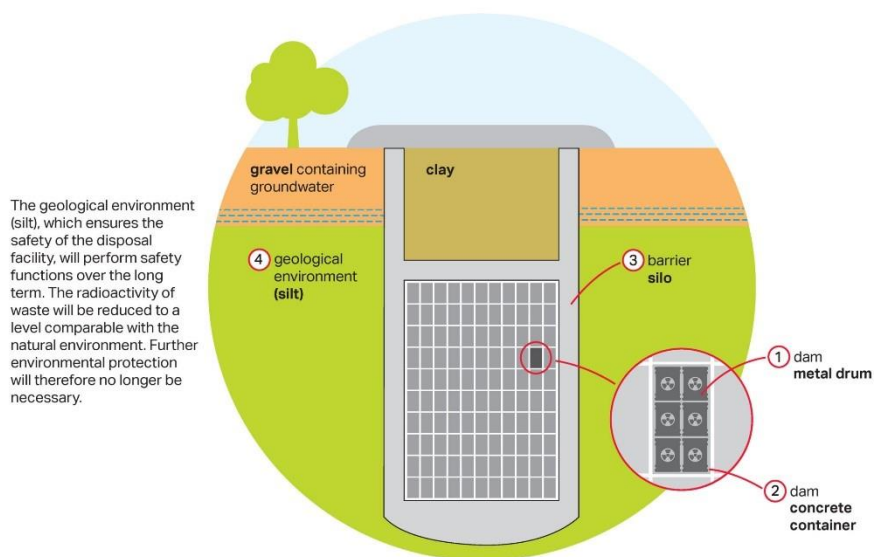 gravel containing
groundwater
clay
The geological environment
(silt), which ensures the
safety of the disposal
facility, will perform safety
functions over the long
term. The radioactivity of
waste will be reduced to a
level comparable with the
natural environment. Further
environmental protection
will therefore no longer be
necessary.
4 geological
environment
(silt)
3 barrier
silo
1 dam
metal drum
2 dam
concrete
container